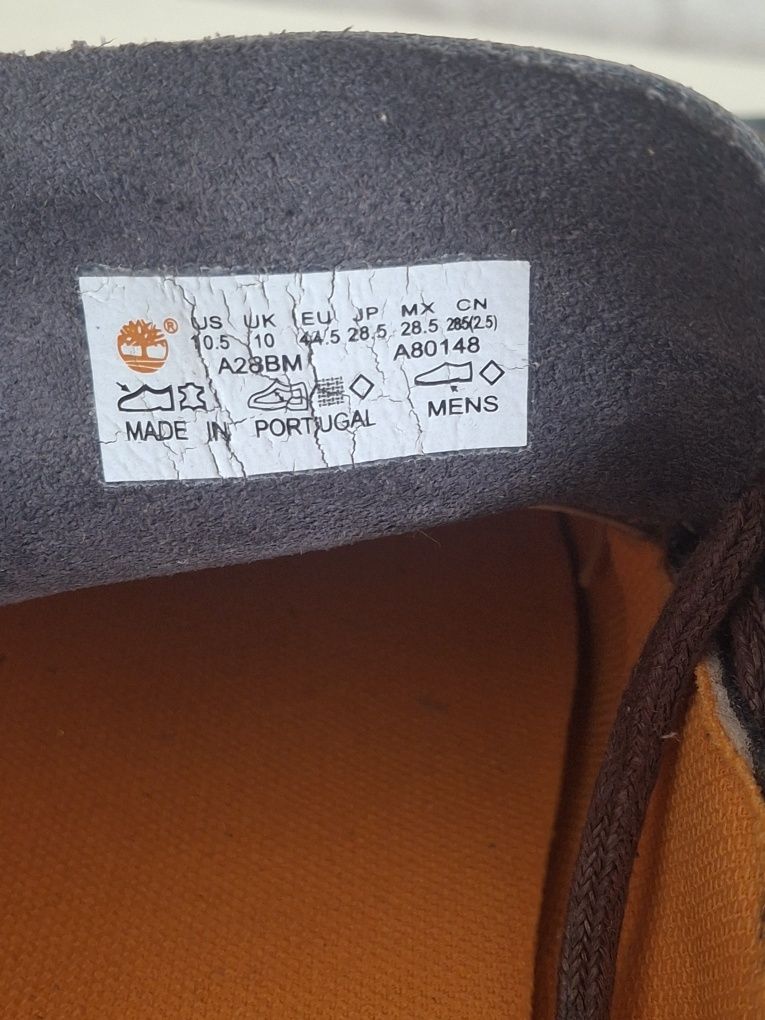 ® US UK EU JP MX CN
10.5 10 44.5 28.5 28.5 285(2.5)
A28BM A80148
MADE IN PORTUGAL MENS